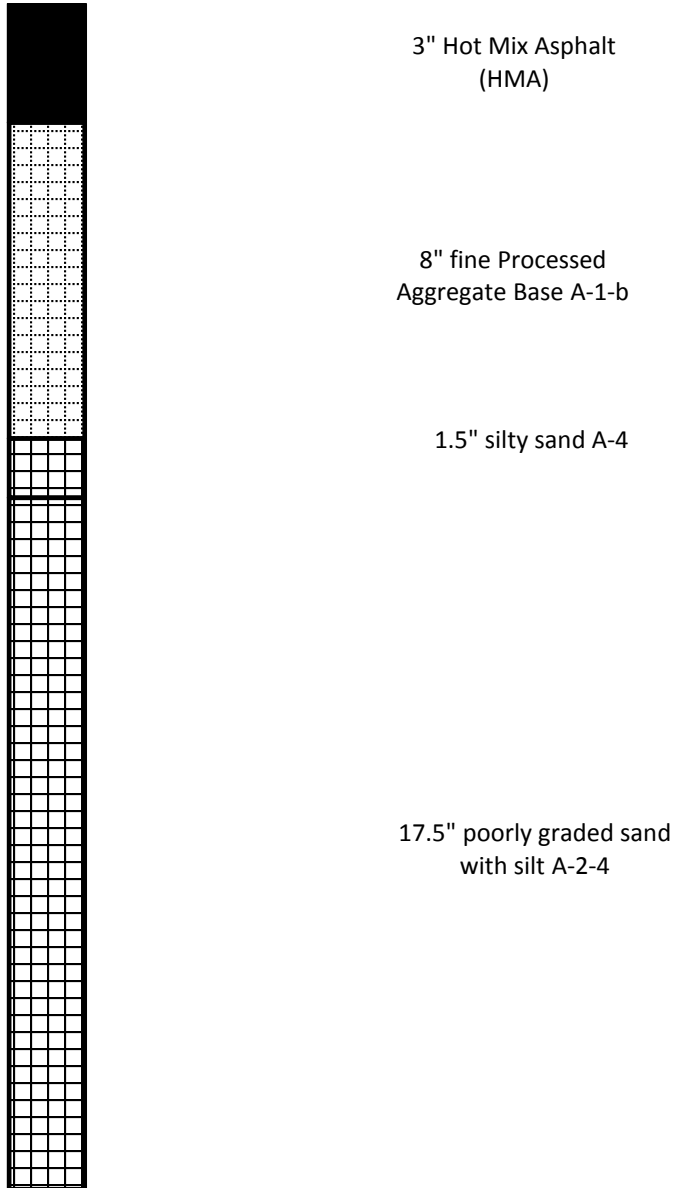 3" Hot Mix Asphalt
(HMA)
8" fine Processed
Aggregate Base A-1-b
1.5" silty sand A-4
17.5" poorly graded sand
with silt A-2-4